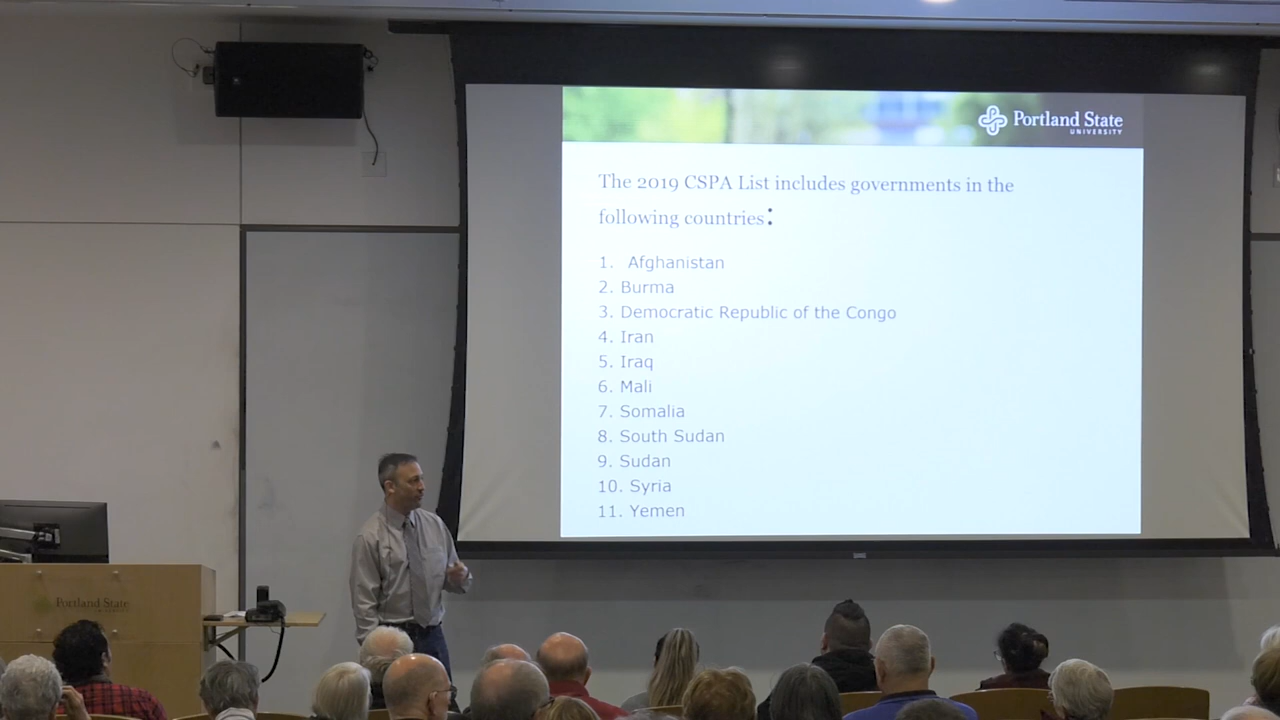 Portland State
UNIVERSITY
The 2019 CSPA List includes governments in the
following countries:
1. Afghanistan
2. Burma
3. Democratic Republic of the Congo
4. Iran
5. Iraq
6. Mali
7. Somalia
8. South Sudan
9. Sudan
10. Syria
11. Yemen
Portland State
UNIVERSITY